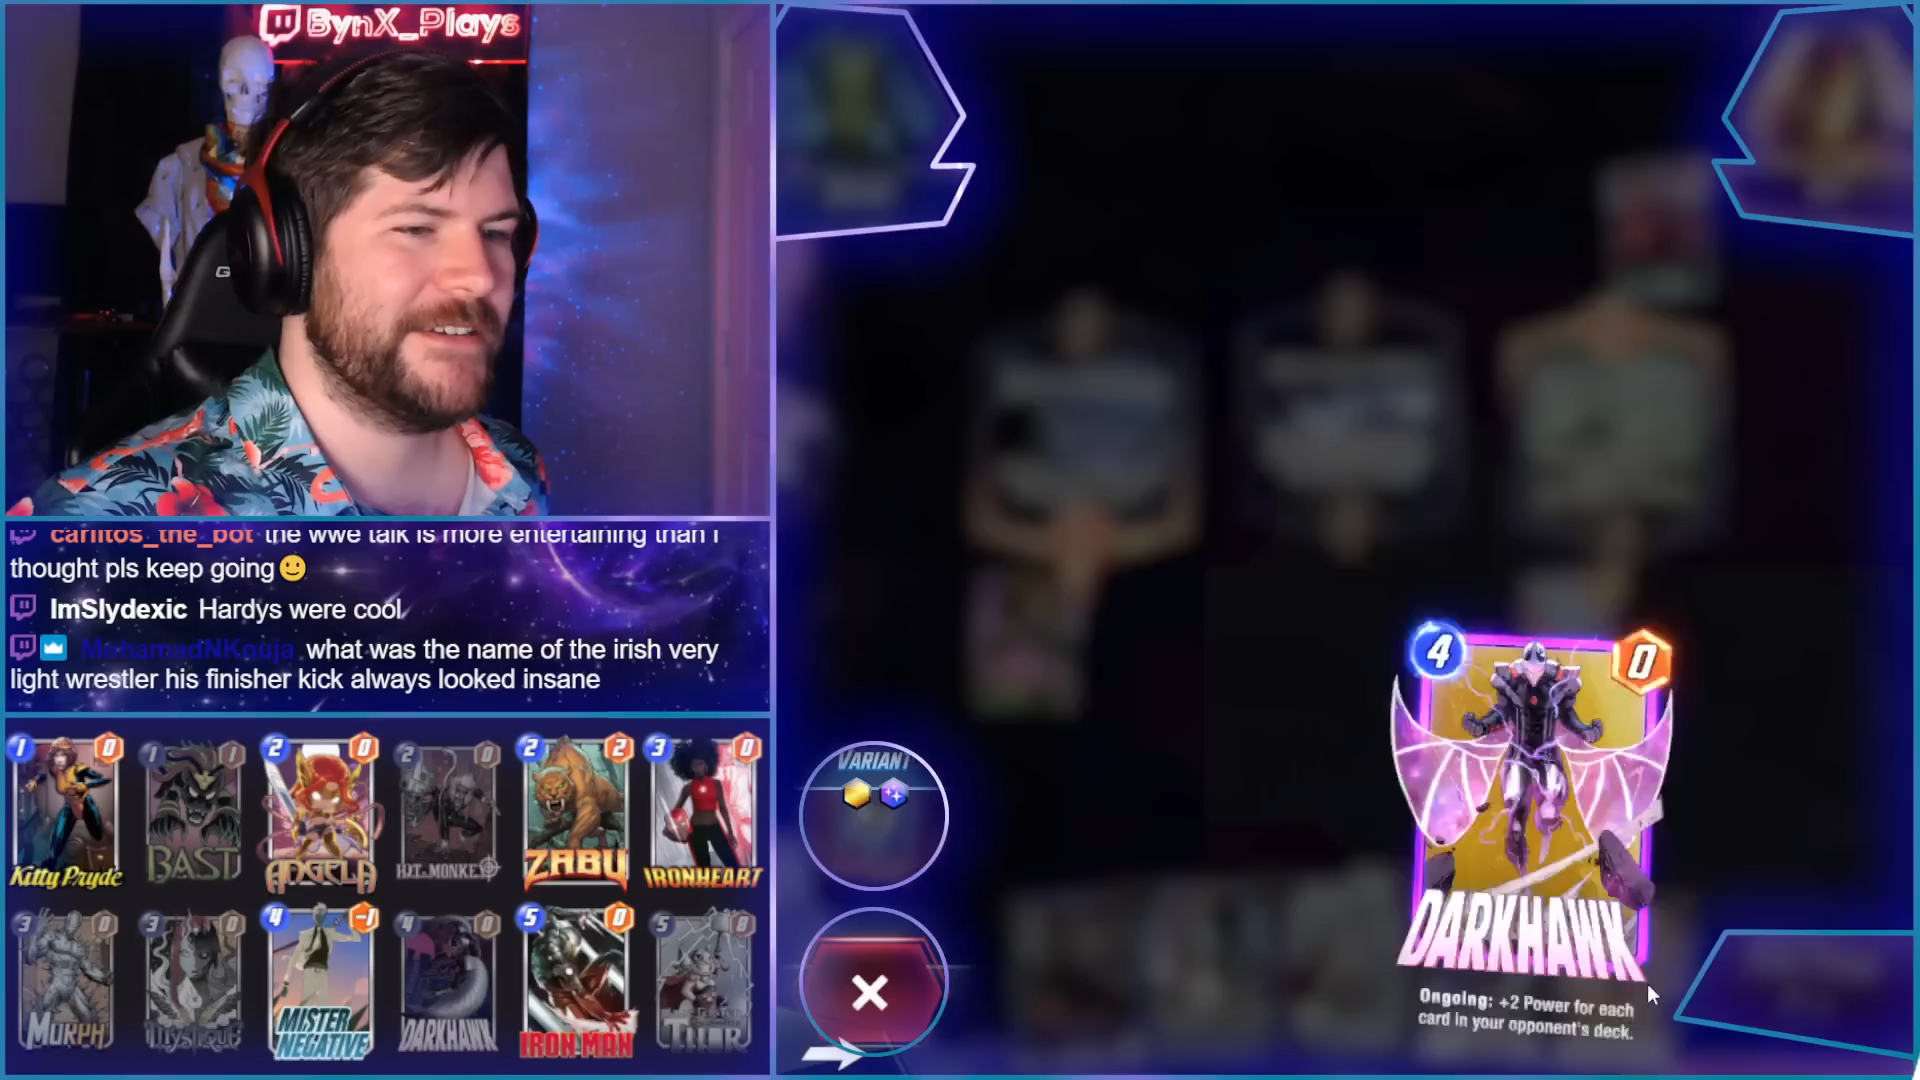 BynX_Plays
G
carlitos_the_bot the wwe talk is more entertaining than i
thought pls keep going
ImSlydexic Hardys were cool
MohamadNKouja what was the name of the irish very
light wrestler his finisher kick always looked insane
1 0 1 1 2 0 2 0 2 2 3 0
Kitty Pryde BAST ANGELA HIT-MONKEY ZABU IRONHEART
3 0 3 0 4 -1 4 0 5 0 5 8
MORPH MYSTIQUE MISTER NEGATIVE DARKHAWK IRON MAN THOR
VARIANT
4 0
DARKHAWK
Ongoing: +2 Power for each
card in your opponent's deck.